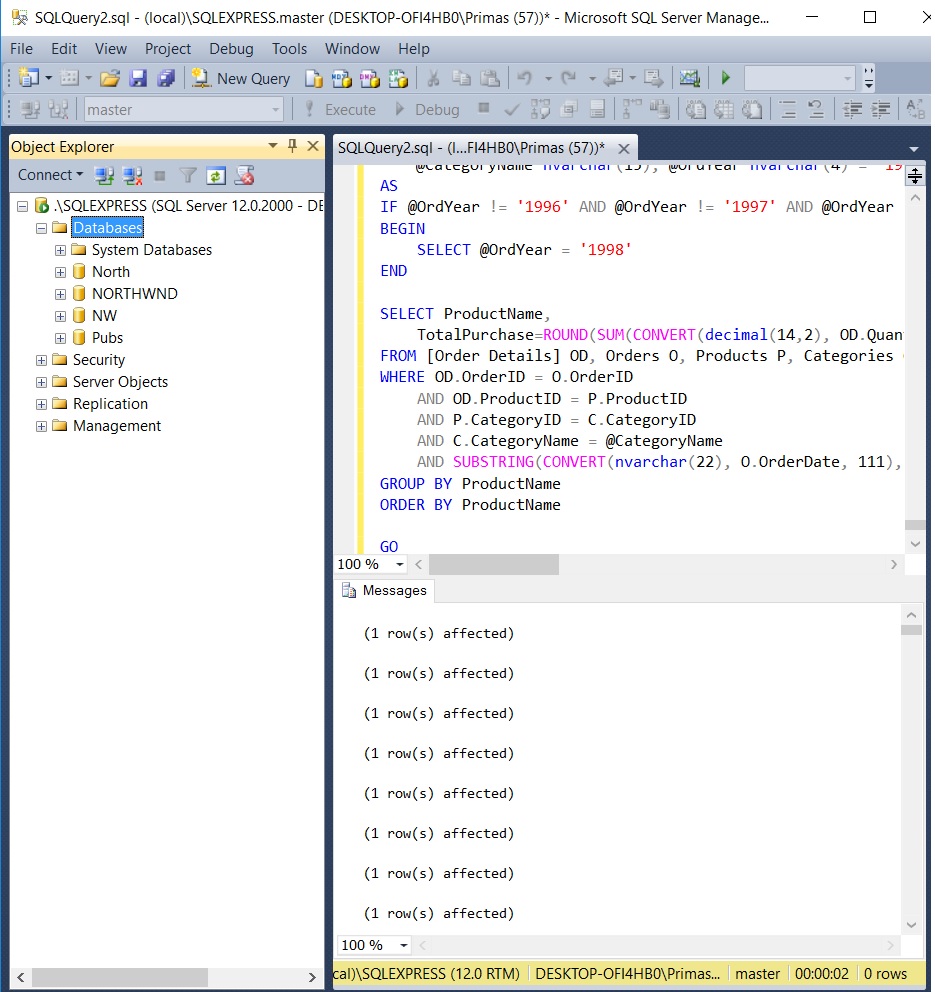 SQLQuery2.sql - (local)\SQLEXPRESS.master (DESKTOP-OFI4HB0\Primas (57))* - Microsoft SQL Server Manage...
File Edit View Project Debug Tools Window Help
New Query
master Execute Debug
Object Explorer
Connect
.\SQLEXPRESS (SQL Server 12.0.2000 - DE
Databases
System Databases
North
NORTHWND
NW
Pubs
Security
Server Objects
Replication
Management
SQLQuery2.sql - (l...FI4HB0\Primas (57))*
@CategoryName nvarchar(15), @OrdYear nvarchar(4) = '19
AS
IF @OrdYear != '1996' AND @OrdYear != '1997' AND @OrdYear
BEGIN
SELECT @OrdYear = '1998'
END
SELECT ProductName,
TotalPurchase=ROUND(SUM(CONVERT(decimal(14,2), OD.Quan
FROM [Order Details] OD, Orders O, Products P, Categories
WHERE OD.OrderID = O.OrderID
AND OD.ProductID = P.ProductID
AND P.CategoryID = C.CategoryID
AND C.CategoryName = @CategoryName
AND SUBSTRING(CONVERT(nvarchar(22), O.OrderDate, 111),
GROUP BY ProductName
ORDER BY ProductName
GO
100 %
Messages
(1 row(s) affected)
(1 row(s) affected)
(1 row(s) affected)
(1 row(s) affected)
(1 row(s) affected)
(1 row(s) affected)
(1 row(s) affected)
(1 row(s) affected)
100 %
cal)\SQLEXPRESS (12.0 RTM) DESKTOP-OFI4HB0\Primas... master 00:00:02 0 rows